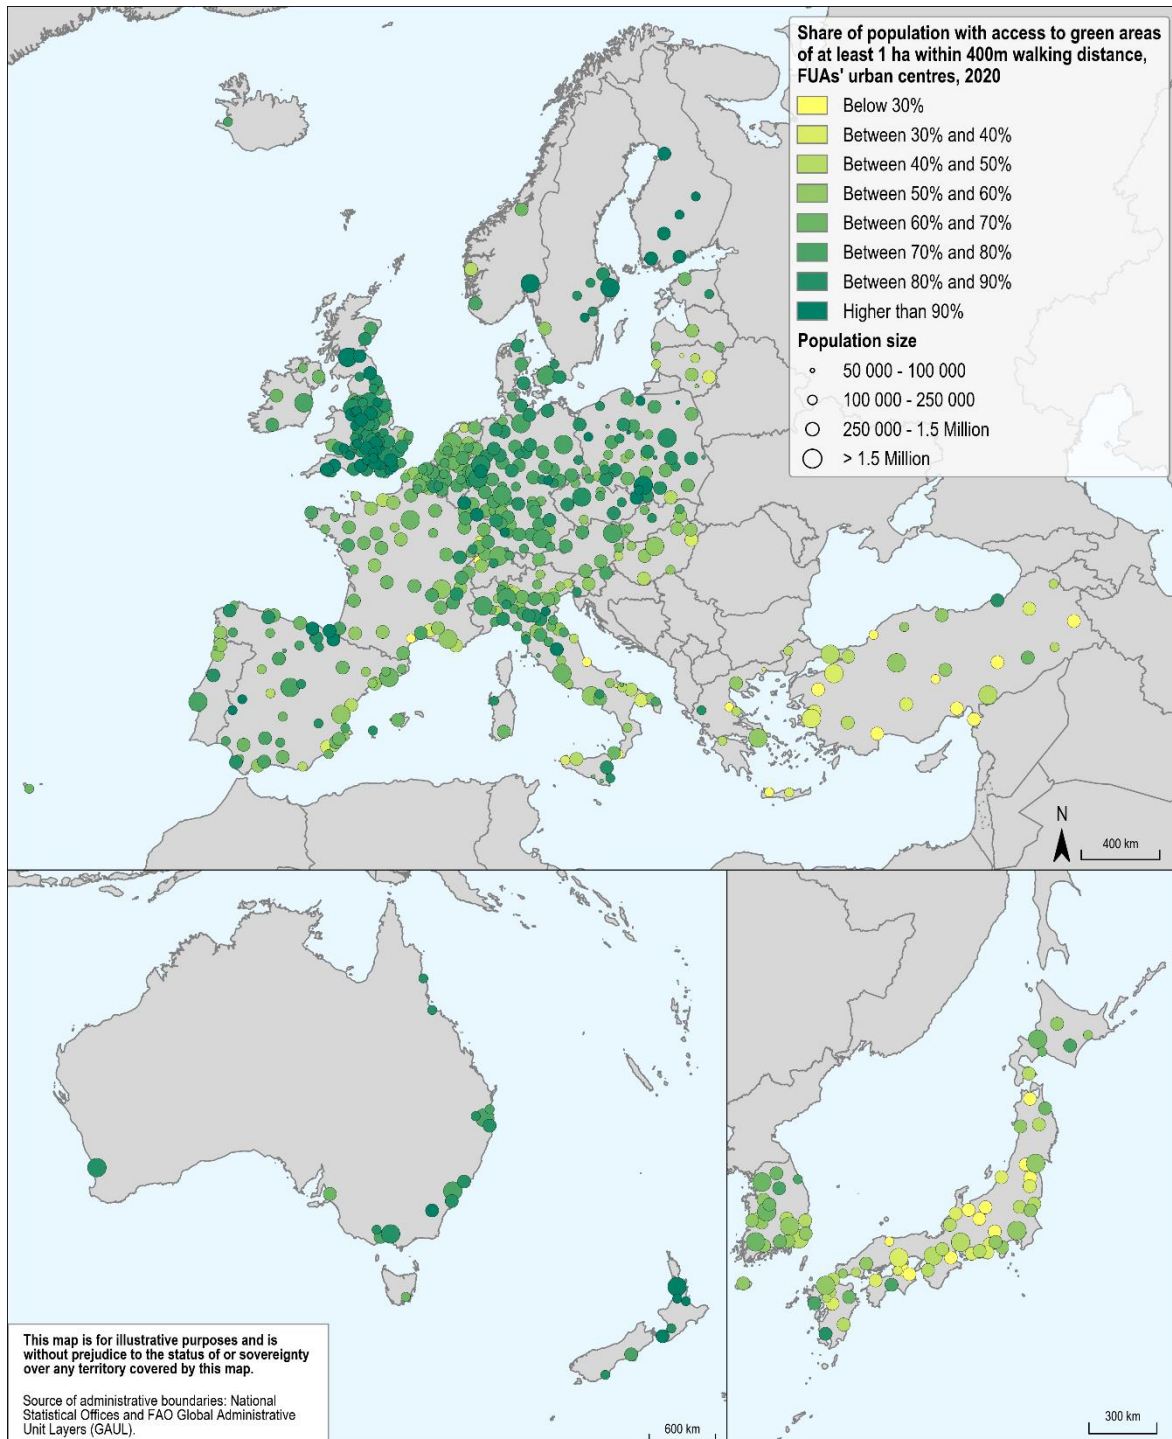 Share of population with access to green areas
of at least 1 ha within 400m walking distance,
FUAs' urban centres, 2020
Below 30%
Between 30% and 40%
Between 40% and 50%
Between 50% and 60%
Between 60% and 70%
Between 70% and 80%
Between 80% and 90%
Higher than 90%
Population size
50 000 - 100 000
100 000 - 250 000
250 000 - 1.5 Million
> 1.5 Million
N
400 km
This map is for illustrative purposes and is
without prejudice to the status of or sovereignty
over any territory covered by this map.
Source of administrative boundaries: National
Statistical Offices and FAO Global Administrative
Unit Layers (GAUL).
600 km
300 km